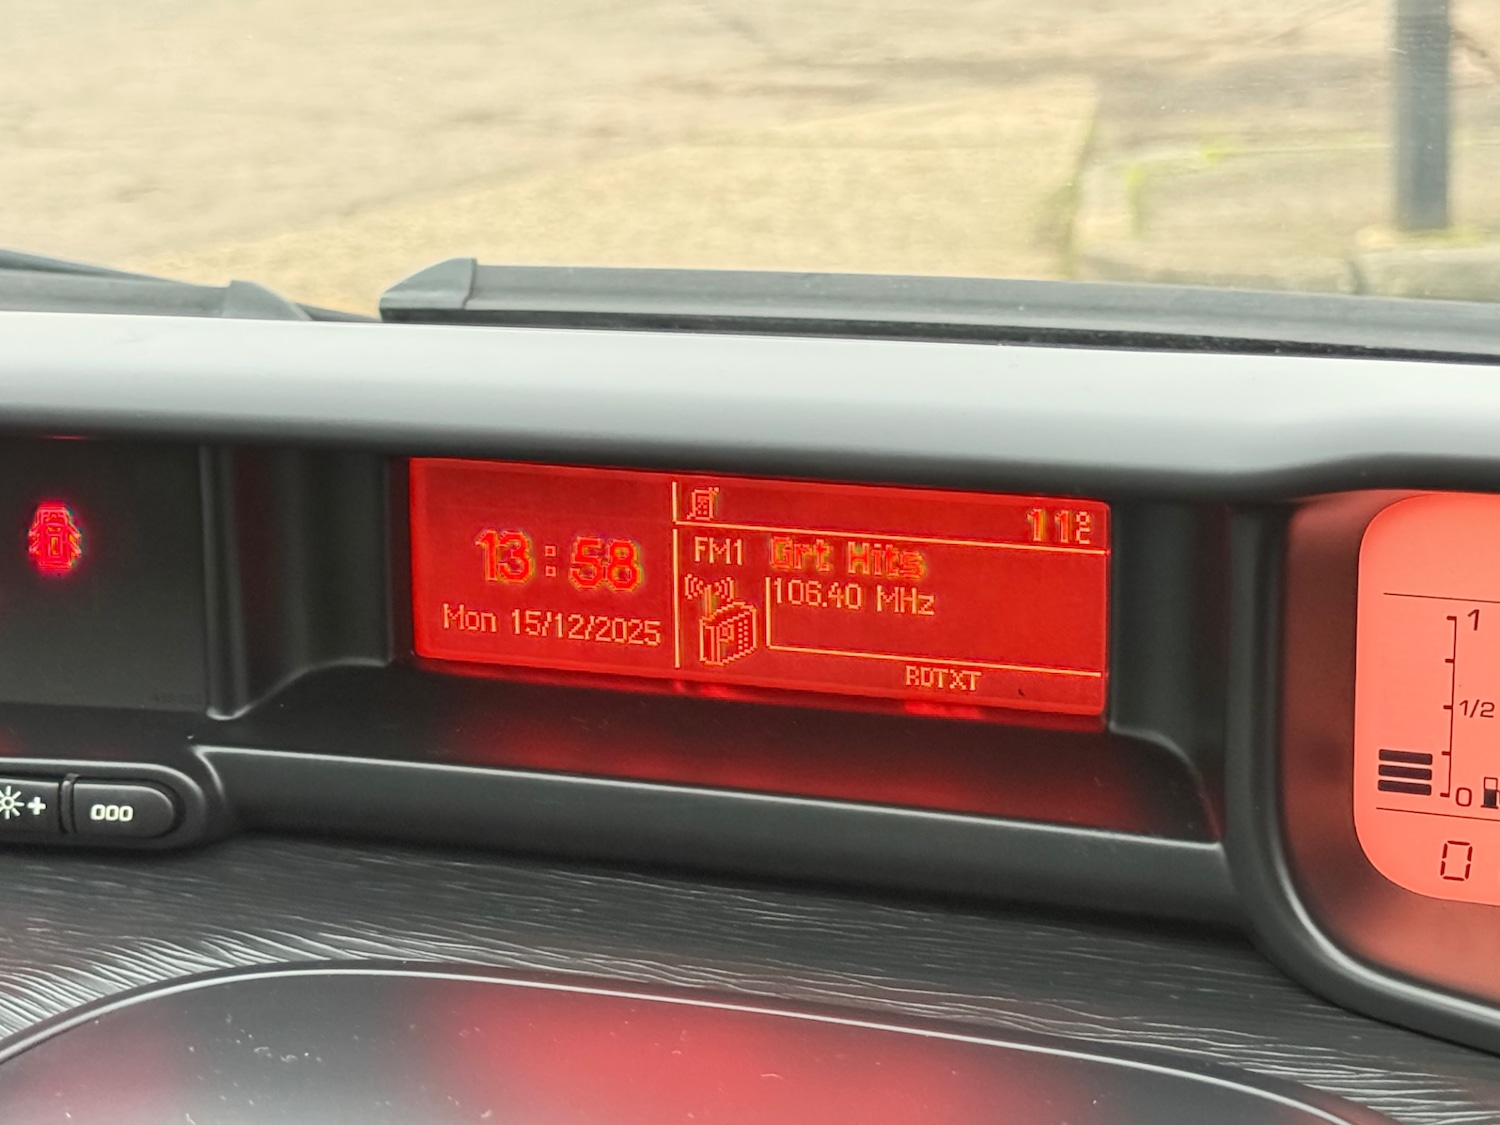 112
13:58
Mon 15/12/2025
FM1 Grt Hits
106.40 MHz
RDTXT
1
1/2
0
0